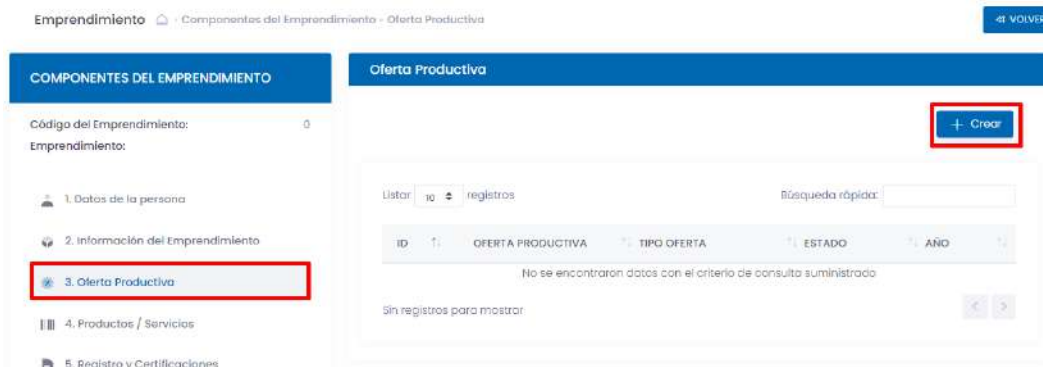 Emprendimiento - Componentes del Emprendimiento - Oferta Productiva
VOLVER
COMPONENTES DEL EMPRENDIMIENTO
Código del Emprendimiento: 0
Emprendimiento:
1. Datos de la persona
2. Información del Emprendimiento
3. Oferta Productiva
4. Productos / Servicios
5. Registro y Certificaciones
Oferta Productiva
+ Crear
Listar 10 registros
Búsqueda rápida:
ID OFERTA PRODUCTIVA TIPO OFERTA ESTADO AÑO
No se encontraron datos con el criterio de consulta suministrado
Sin registros para mostrar